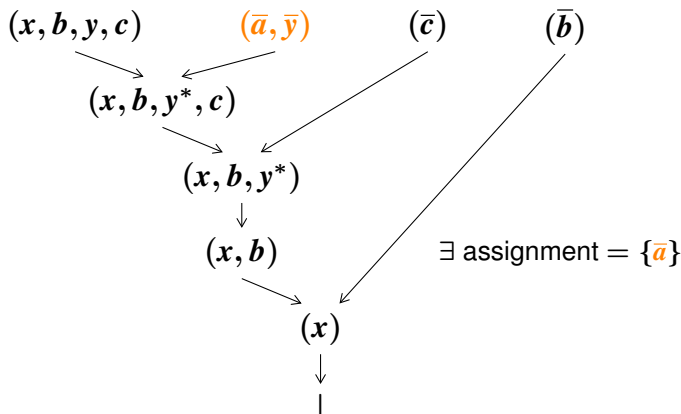 (x, b, y, c) (a̅, y̅) (c̅) (b̅)
(x, b, y*, c)
(x, b, y*)
(x, b) ∃ assignment = {a̅}
(x)
|